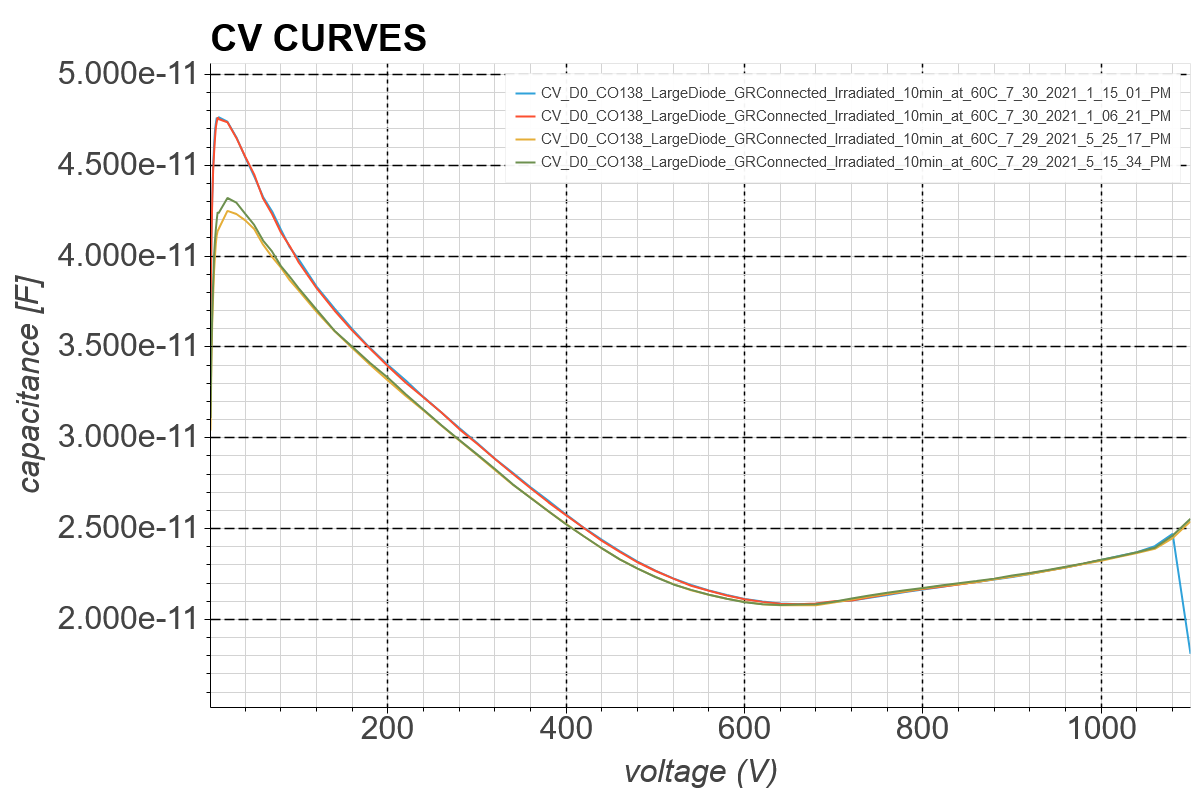 CV CURVES
5.000e-11
4.500e-11
4.000e-11
3.500e-11
3.000e-11
2.500e-11
2.000e-11
capacitance [F]
CV_D0_CO138_LargeDiode_GRConnected_Irradiated_10min_at_60C_7_30_2021_1_15_01_PM
CV_D0_CO138_LargeDiode_GRConnected_Irradiated_10min_at_60C_7_30_2021_1_06_21_PM
CV_D0_CO138_LargeDiode_GRConnected_Irradiated_10min_at_60C_7_29_2021_5_25_17_PM
CV_D0_CO138_LargeDiode_GRConnected_Irradiated_10min_at_60C_7_29_2021_5_15_34_PM
200 400 600 800 1000
voltage (V)